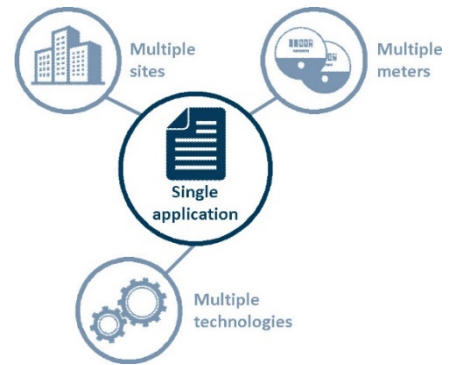 Multiple
sites
Multiple
meters
Single
application
Multiple
technologies